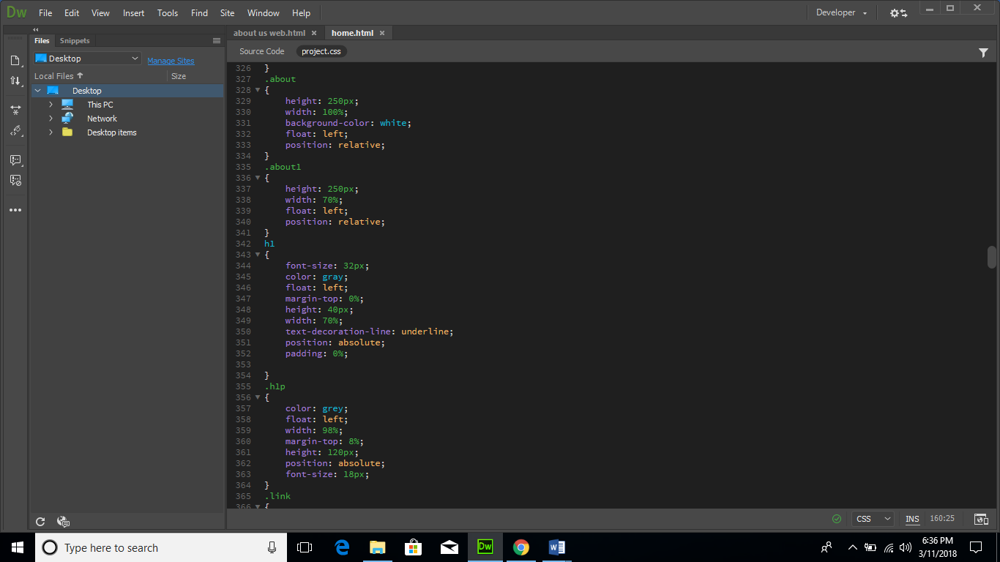 Dw File Edit View Insert Tools Find Site Window Help Developer
Files Snippets
about us web.html × home.html ×
Source Code project.css
Desktop Manage Sites
Local Files Size
Desktop
This PC
Network
Desktop items
326 }
327 .about
328 {
329 height: 250px;
330 width: 100%;
331 background-color: white;
332 float: left;
333 position: relative;
334 }
335 .about1
336 {
337 height: 250px;
338 width: 70%;
339 float: left;
340 position: relative;
341 }
342 h1
343 {
344 font-size: 32px;
345 color: gray;
346 float: left;
347 margin-top: 0%;
348 height: 40px;
349 width: 70%;
350 text-decoration-line: underline;
351 position: absolute;
352 padding: 0%;
353
354 }
355 .h1p
356 {
357 color: grey;
358 float: left;
359 width: 98%;
360 margin-top: 8%;
361 height: 120px;
362 position: absolute;
363 font-size: 18px;
364 }
365 .link
366 {
CSS INS 160:25
Type here to search
Dw
6:36 PM
3/11/2018